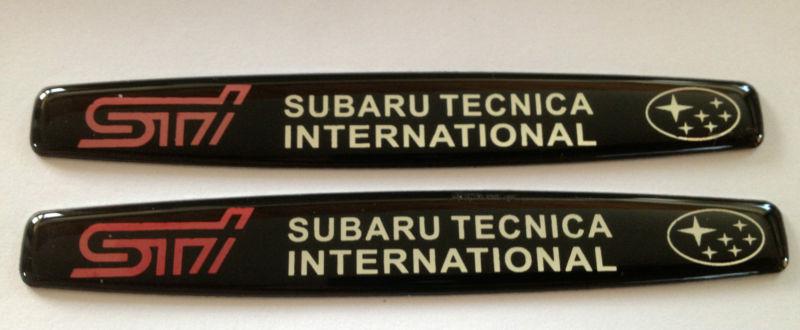 STi SUBARU TECNICA
INTERNATIONAL
STi SUBARU TECNICA
INTERNATIONAL